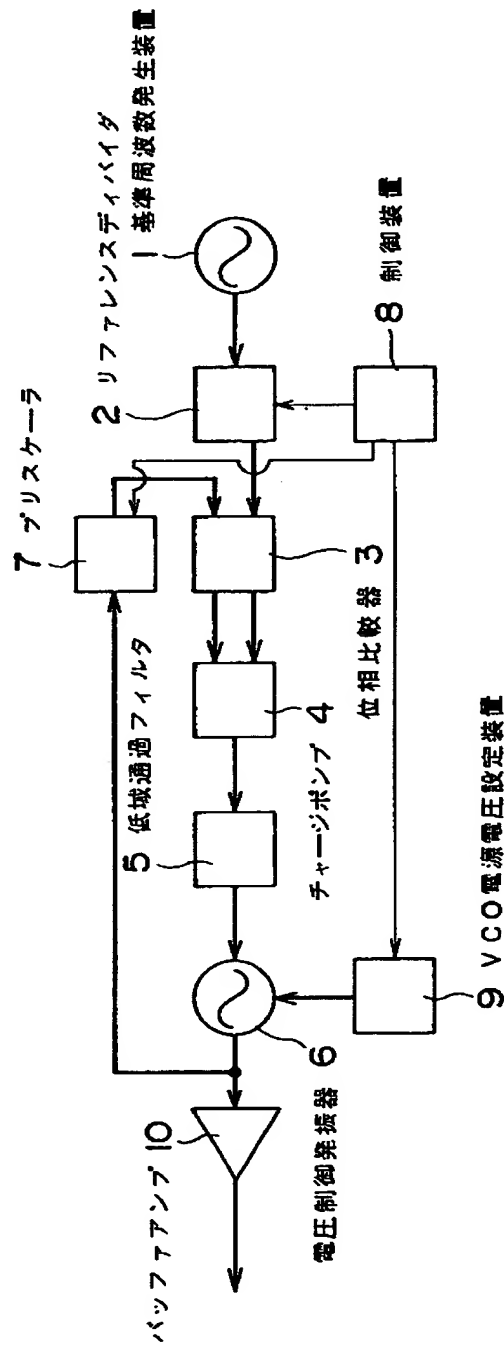 1 基準周波数発生装置
2 リファレンスディバイダ
3 位相比較器
4 チャージポンプ
5 低域通過フィルタ
6 電圧制御発振器
7 プリスケーラ
8 制御装置
9 VCO電源電圧設定装置
バッファアンプ 10